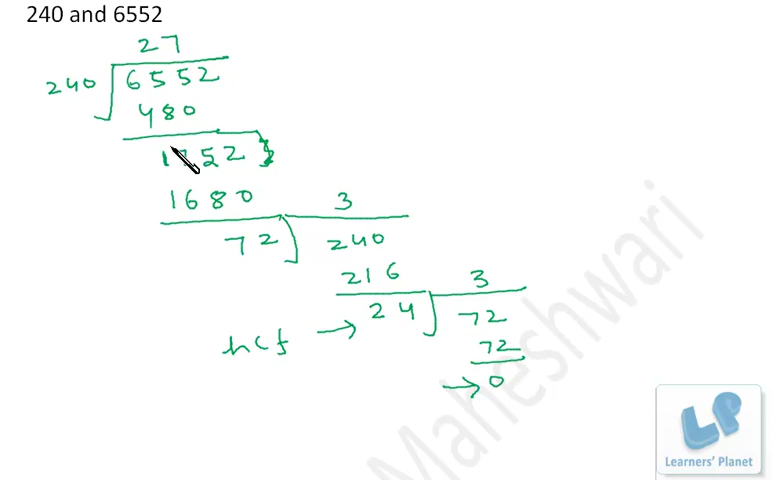 240 and 6552
27
240 6552
480
1752
1680 3
72 240
216 3
hcf → 24 72
72
→ 0
Maheshwari
LP
Learners' Planet